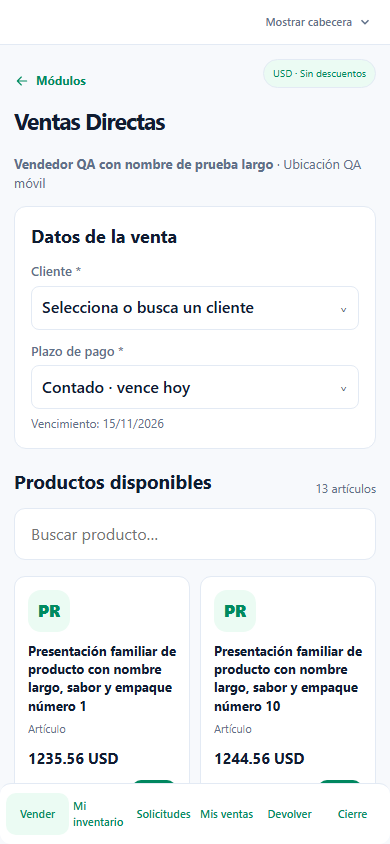 Mostrar cabecera
← Módulos
USD · Sin descuentos
Ventas Directas
Vendedor QA con nombre de prueba largo · Ubicación QA
móvil
Datos de la venta
Cliente *
Selecciona o busca un cliente
Plazo de pago *
Contado · vence hoy
Vencimiento: 15/11/2026
Productos disponibles
13 artículos
Buscar producto...
PR
Presentación familiar de
producto con nombre
largo, sabor y empaque
número 1
Artículo
1235.56 USD
PR
Presentación familiar de
producto con nombre
largo, sabor y empaque
número 10
Artículo
1244.56 USD
Vender
Mi
inventario
Solicitudes
Mis ventas
Devolver
Cierre